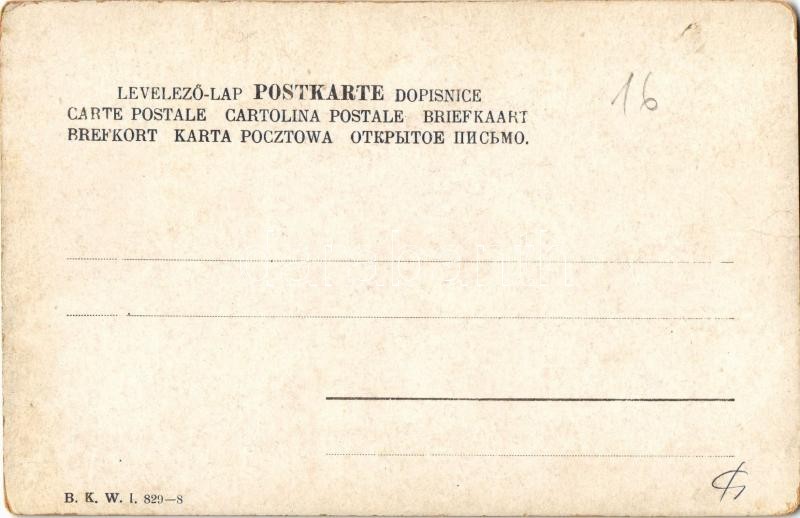 LEVELEZŐ-LAP POSTKARTE DOPISNICE
16
CARTE POSTALE CARTOLINA POSTALE BRIEFKAART
BREFKORT KARTA POCZTOWA ОТКРЫТОЕ ПИСЬМО.
B. K. W. I. 829–8